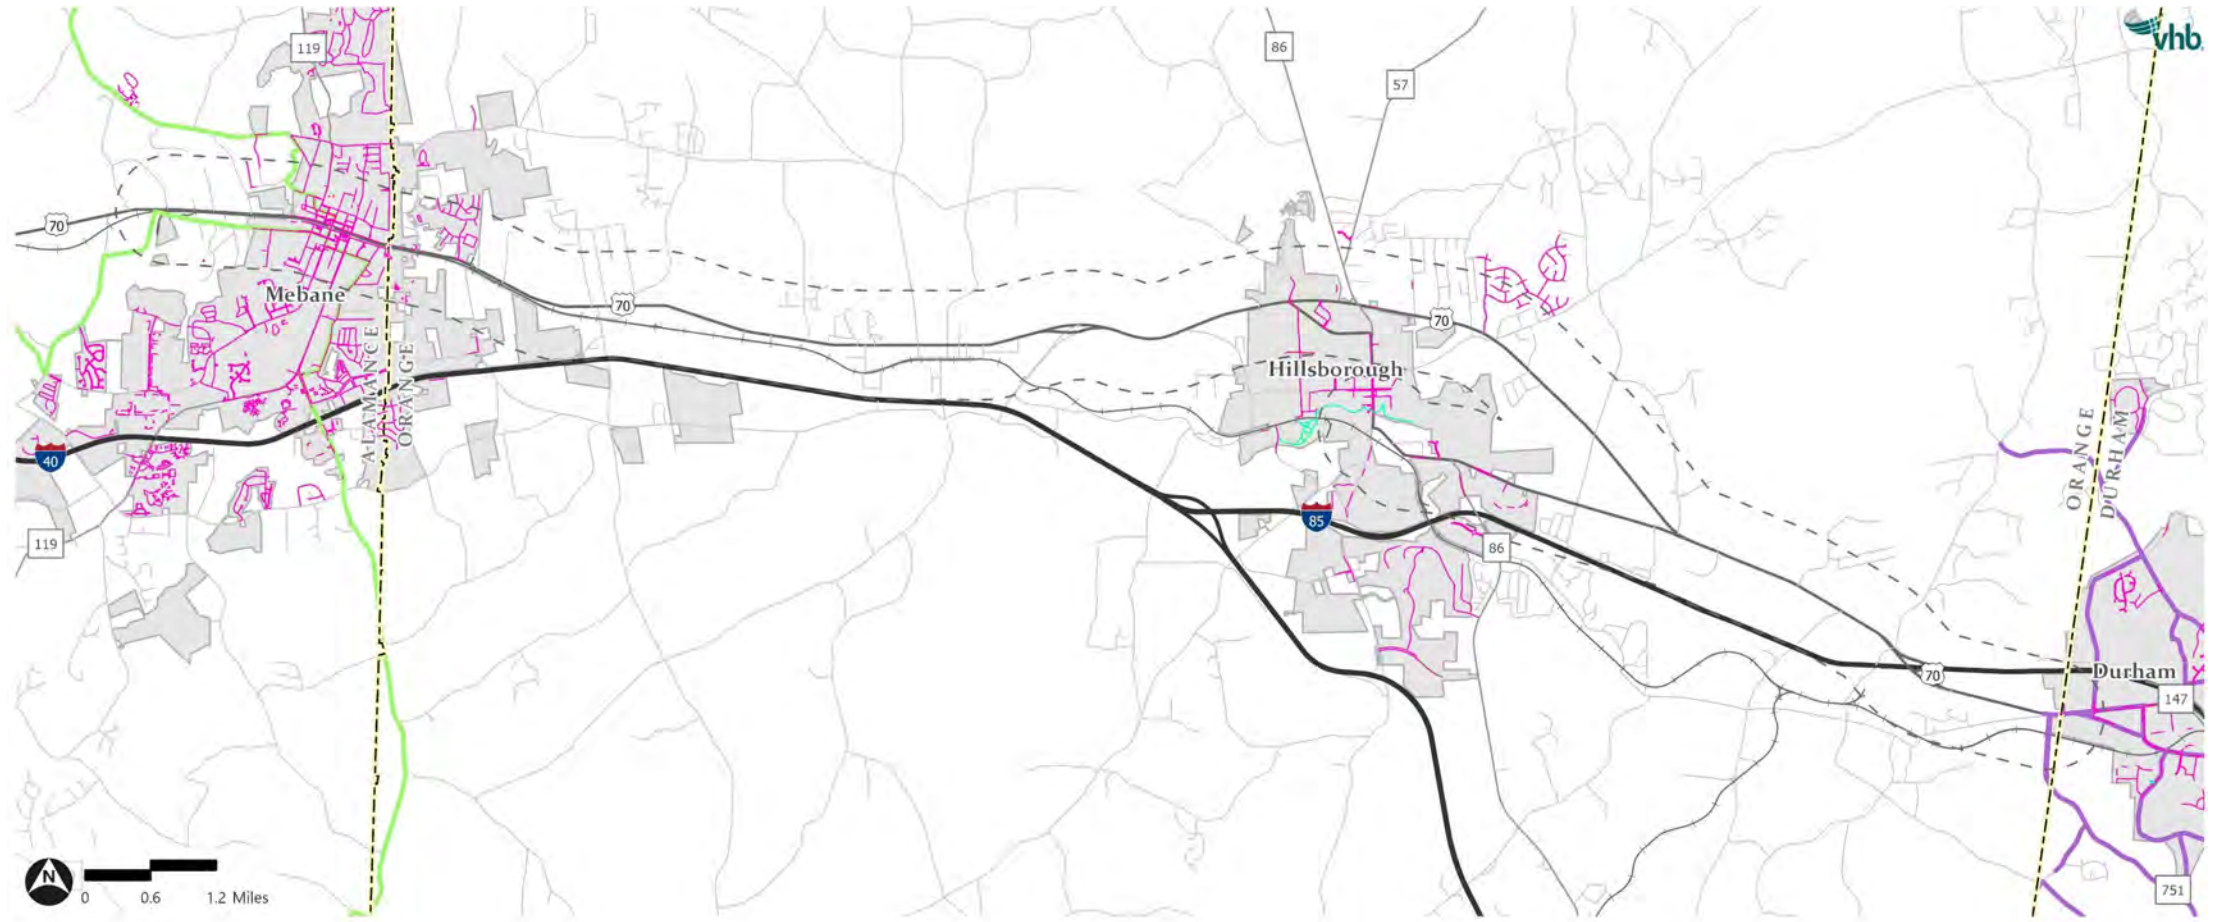 vhb
119
86
57
70
70
Mebane
70
ALAMANCE
ORANGE
Hillsborough
ORANGE
DURHAM
40
85
119
86
70
Durham
147
N
0 0.6 1.2 Miles
751